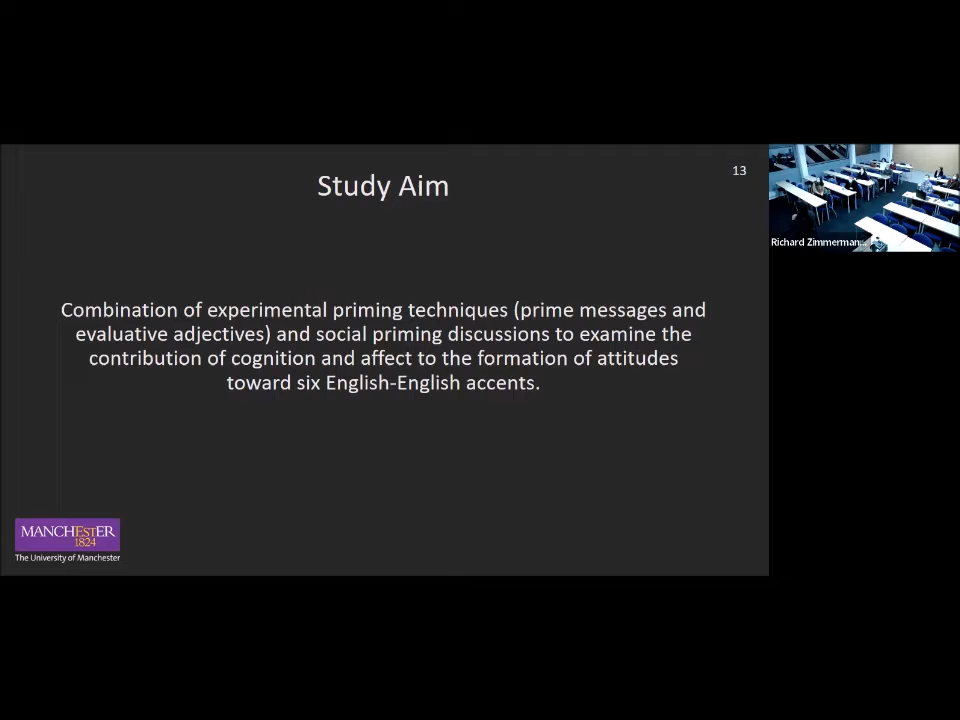 Study Aim
13
Richard Zimmerman...
Combination of experimental priming techniques (prime messages and
evaluative adjectives) and social priming discussions to examine the
contribution of cognition and affect to the formation of attitudes
toward six English-English accents.
MANCHESTER
1824
The University of Manchester